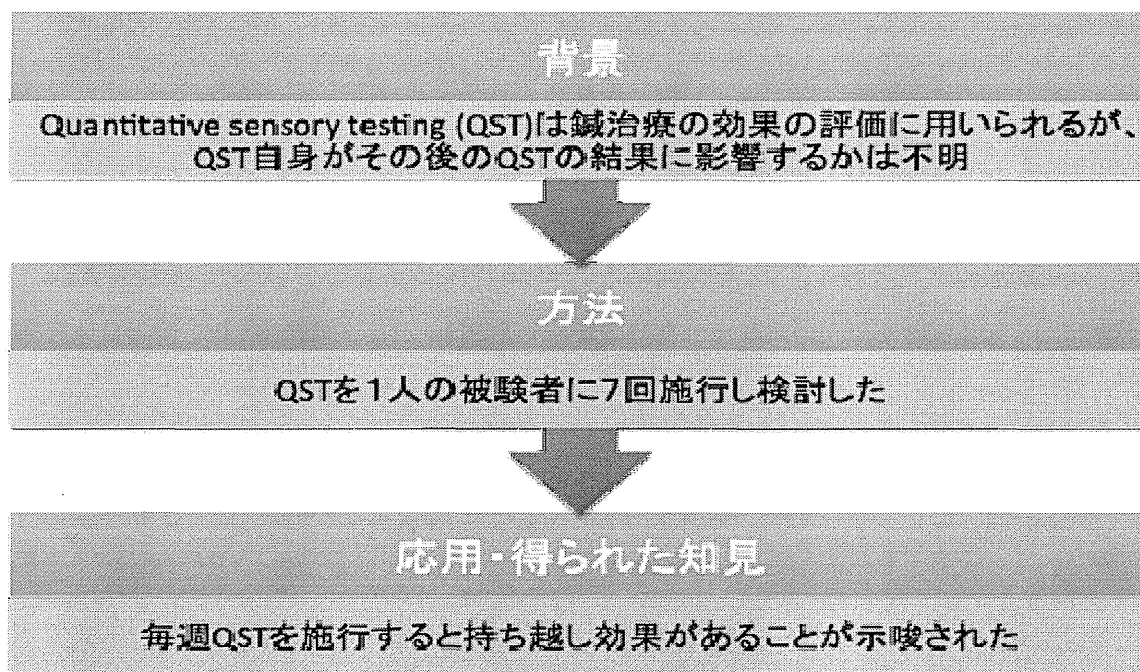 背景
Quantitative sensory testing (QST)は鍼治療の効果の評価に用いられるが、
QST自身がその後のQSTの結果に影響するかは不明
方法
QSTを1人の被験者に7回施行し検討した
応用・得られた知見
毎週QSTを施行すると持ち越し効果があることが示唆された